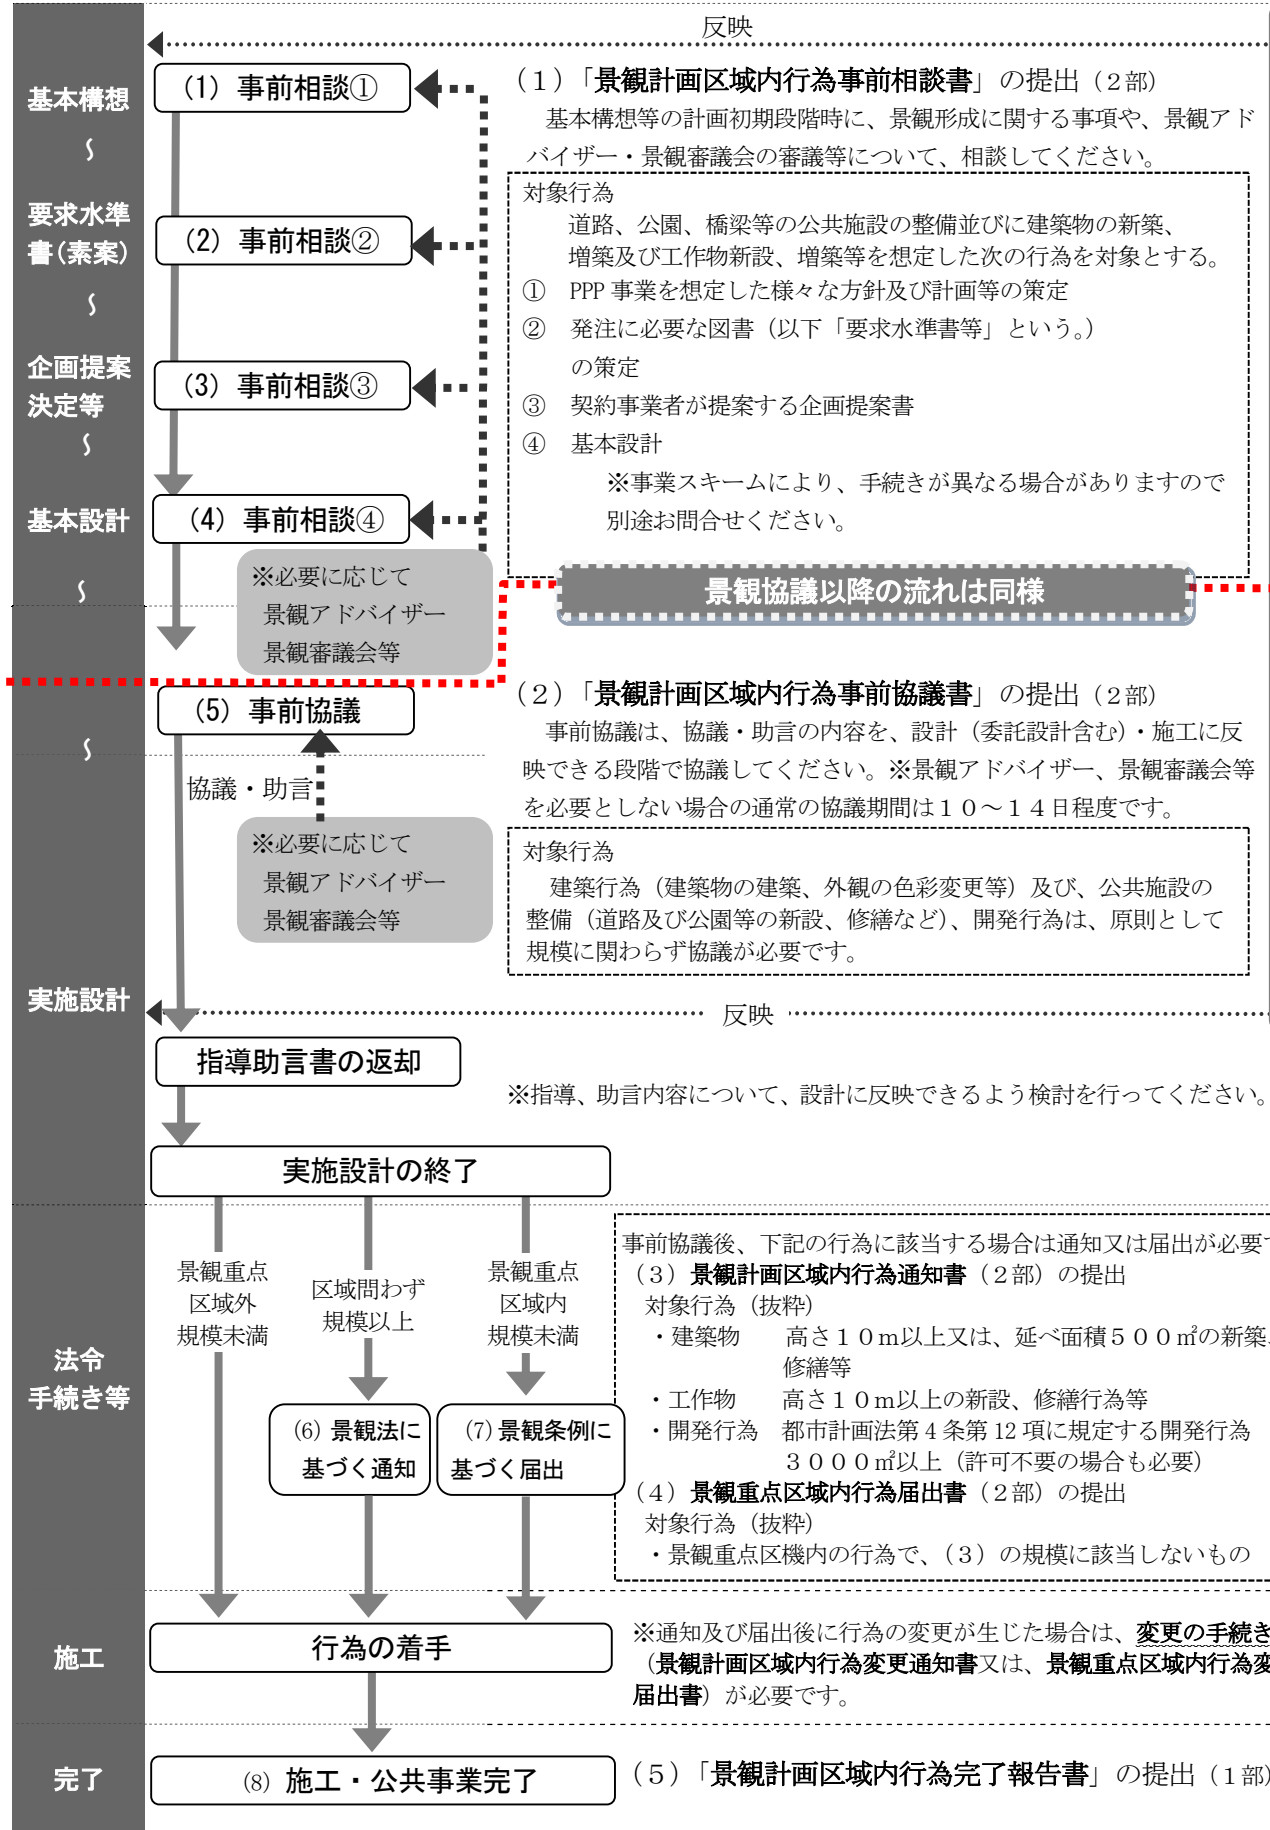 反映
基本構想
～
要求水準
書(素案)
～
企画提案
決定等
～
基本設計
～
～
実施設計
法令
手続き等
施工
完了
(1) 事前相談①
(2) 事前相談②
(3) 事前相談③
(4) 事前相談④
※必要に応じて
景観アドバイザー
景観審議会等
(1)「景観計画区域内行為事前相談書」の提出（2部）
基本構想等の計画初期段階時に、景観形成に関する事項や、景観アド
バイザー・景観審議会の審議等について、相談してください。
対象行為
道路、公園、橋梁等の公共施設の整備並びに建築物の新築、
増築及び工作物新設、増築等を想定した次の行為を対象とする。
① PPP 事業を想定した様々な方針及び計画等の策定
② 発注に必要な図書（以下「要求水準書等」という。）
の策定
③ 契約事業者が提案する企画提案書
④ 基本設計
※事業スキームにより、手続きが異なる場合がありますので
別途お問合せください。
景観協議以降の流れは同様
(5) 事前協議
協議・助言
※必要に応じて
景観アドバイザー
景観審議会等
(2)「景観計画区域内行為事前協議書」の提出（2部）
事前協議は、協議・助言の内容を、設計（委託設計含む）・施工に反
映できる段階で協議してください。※景観アドバイザー、景観審議会等
を必要としない場合の通常の協議期間は１０～１４日程度です。
対象行為
建築行為（建築物の建築、外観の色彩変更等）及び、公共施設の
整備（道路及び公園等の新設、修繕など）、開発行為は、原則として
規模に関わらず協議が必要です。
反映
指導助言書の返却
※指導、助言内容について、設計に反映できるよう検討を行ってください。
実施設計の終了
景観重点
区域外
規模未満
区域問わず
規模以上
景観重点
区域内
規模未満
(6) 景観法に
基づく通知
(7) 景観条例に
基づく届出
事前協議後、下記の行為に該当する場合は通知又は届出が必要
（3）景観計画区域内行為通知書（2部）の提出
対象行為（抜粋）
・建築物 高さ１０ｍ以上又は、延べ面積５００㎡の新築
修繕等
・工作物 高さ１０ｍ以上の新設、修繕行為等
・開発行為 都市計画法第 4 条第 12 項に規定する開発行為
３０００㎡以上（許可不要の場合も必要）
（4）景観重点区域内行為届出書（2部）の提出
対象行為（抜粋）
・景観重点区機内の行為で、（3）の規模に該当しないもの
行為の着手
※通知及び届出後に行為の変更が生じた場合は、変更の手続き
（景観計画区域内行為変更通知書又は、景観重点区域内行為変
届出書）が必要です。
(8) 施工・公共事業完了
（5）「景観計画区域内行為完了報告書」の提出（1部）